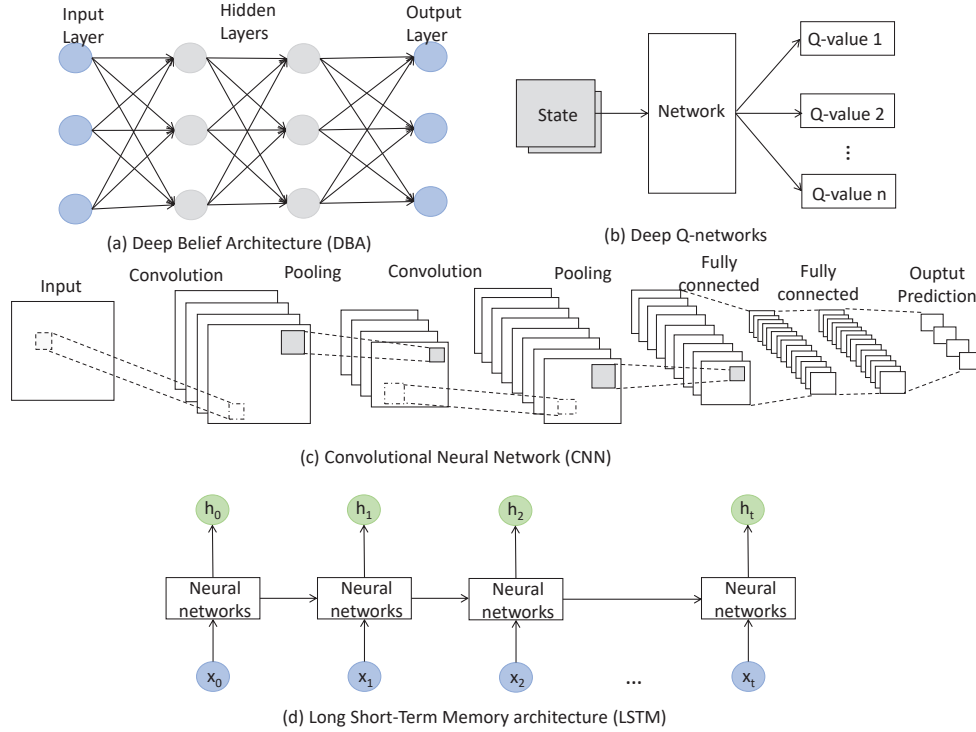 Input
Layer
Hidden
Layers
Output
Layer
(a) Deep Belief Architecture (DBA)
State
Network
Q-value 1
Q-value 2
...
Q-value n
(b) Deep Q-networks
Input
Convolution
Pooling
Convolution
Pooling
Fully
connected
Fully
connected
Ouptut
Prediction
(c) Convolutional Neural Network (CNN)
h0
h1
h2
ht
Neural
networks
Neural
networks
Neural
networks
Neural
networks
x0
x1
x2
...
xt
(d) Long Short-Term Memory architecture (LSTM)